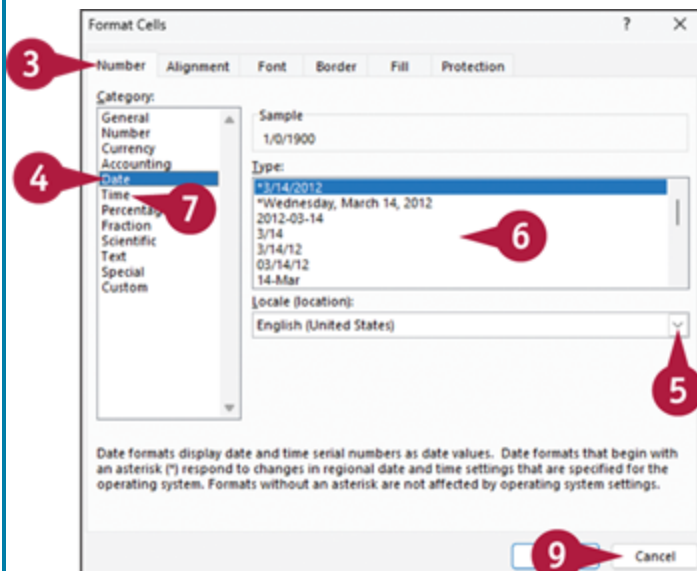 Format Cells ? ×
3 Number Alignment Font Border Fill Protection
Category:
General
Number
Currency
Accounting
4 Date
Time 7
Fraction
Scientific
Text
Special
Custom
Sample
1/0/1900
Type:
*3/14/2012
*Wednesday, March 14, 2012
2012-03-14
3/14
3/14/12
03/14/12
14-Mar
6
Locale (location):
English (United States)
5
Date formats display date and time serial numbers as date values. Date formats that begin with
an asterisk (*) respond to changes in regional date and time settings that are specified for the
operating system. Formats without an asterisk are not affected by operating system settings.
9 Cancel